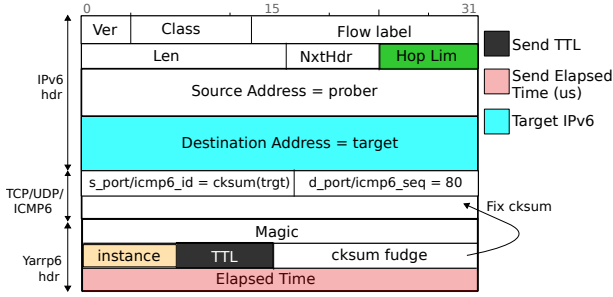 0 15 31
Ver Class Flow label
Len NxtHdr Hop Lim
IPv6
hdr
Source Address = prober
Destination Address = target
TCP/UDP/
ICMP6
s_port/icmp6_id = cksum(trgt) d_port/icmp6_seq = 80
Fix cksum
Yarrp6
hdr
Magic
instance TTL cksum fudge
Elapsed Time
Send TTL
Send Elapsed
Time (us)
Target IPv6